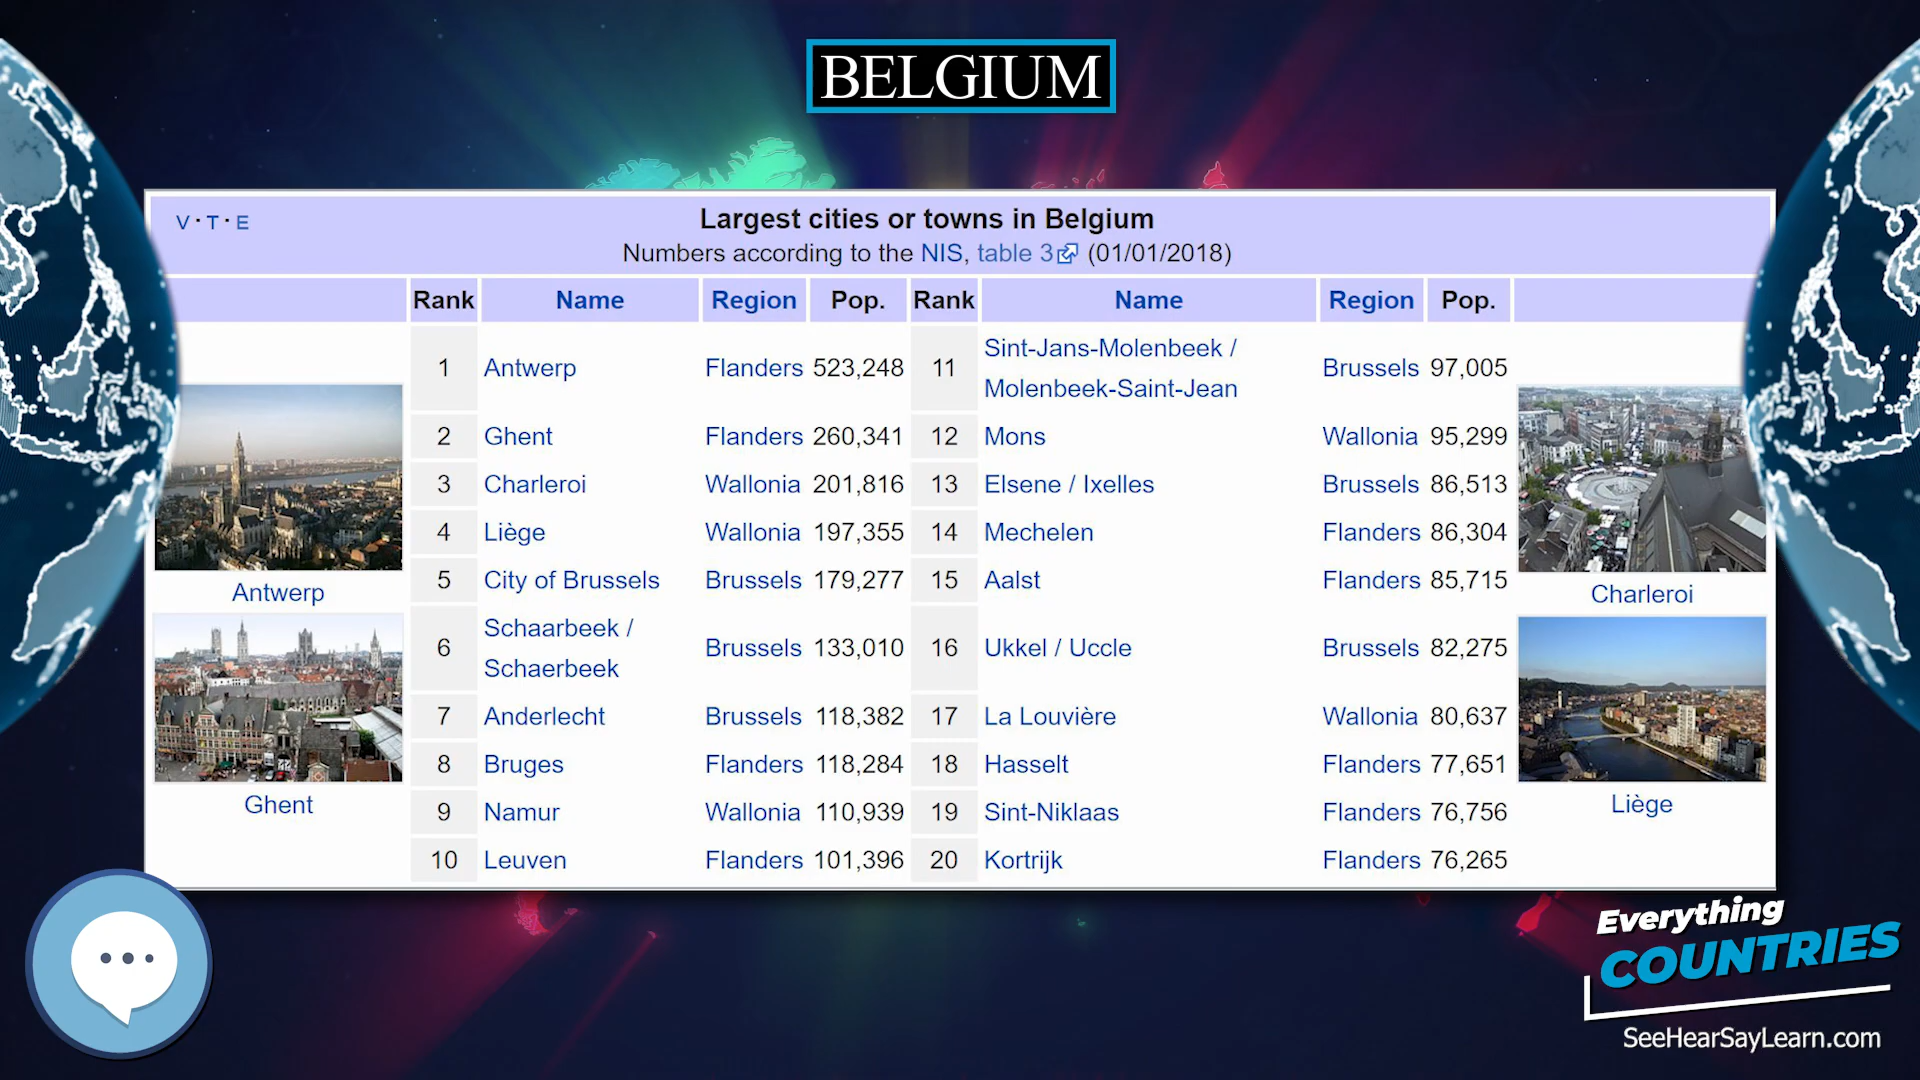 BELGIUM
V · T · E
Largest cities or towns in Belgium
Numbers according to the NIS, table 3 (01/01/2018)
Rank Name Region Pop. Rank Name Region Pop.
1 Antwerp Flanders 523,248 11 Sint-Jans-Molenbeek / Brussels 97,005
Molenbeek-Saint-Jean
2 Ghent Flanders 260,341 12 Mons Wallonia 95,299
3 Charleroi Wallonia 201,816 13 Elsene / Ixelles Brussels 86,513
4 Liège Wallonia 197,355 14 Mechelen Flanders 86,304
5 City of Brussels Brussels 179,277 15 Aalst Flanders 85,715
Antwerp
Charleroi
6 Schaarbeek / Brussels 133,010 16 Ukkel / Uccle Brussels 82,275
Schaerbeek
7 Anderlecht Brussels 118,382 17 La Louvière Wallonia 80,637
8 Bruges Flanders 118,284 18 Hasselt Flanders 77,651
9 Namur Wallonia 110,939 19 Sint-Niklaas Flanders 76,756
Ghent
Liège
10 Leuven Flanders 101,396 20 Kortrijk Flanders 76,265
Everything
COUNTRIES
SeeHearSayLearn.com